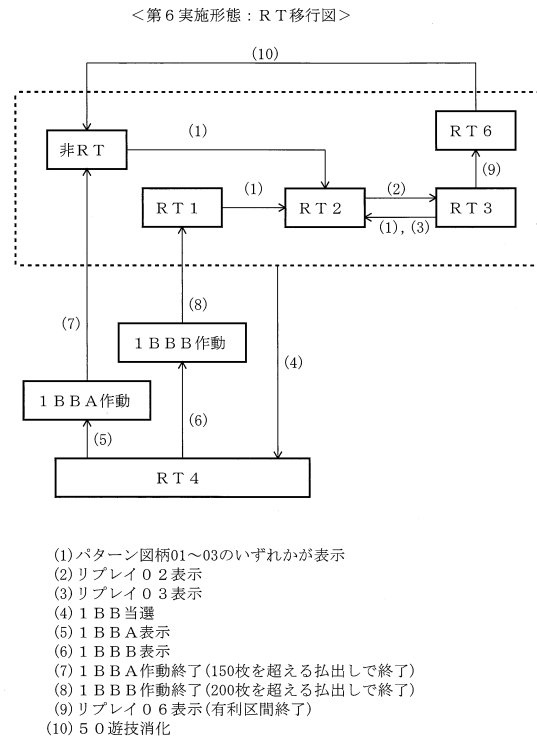 ＜第６実施形態：ＲＴ移行図＞
(10)
非ＲＴ
(1)
ＲＴ６
(9)
ＲＴ１
(1)
ＲＴ２
(2)
(1),(3)
ＲＴ３
(7)
(8)
(4)
１ＢＢＢ作動
１ＢＢＡ作動
(5)
(6)
ＲＴ４
(1)パターン図柄01～03のいずれかが表示
(2)リプレイ０２表示
(3)リプレイ０３表示
(4)１ＢＢ当選
(5)１ＢＢＡ表示
(6)１ＢＢＢ表示
(7)１ＢＢＡ作動終了(150枚を超える払出しで終了)
(8)１ＢＢＢ作動終了(200枚を超える払出しで終了)
(9)リプレイ０６表示(有利区間終了)
(10)５０遊技消化